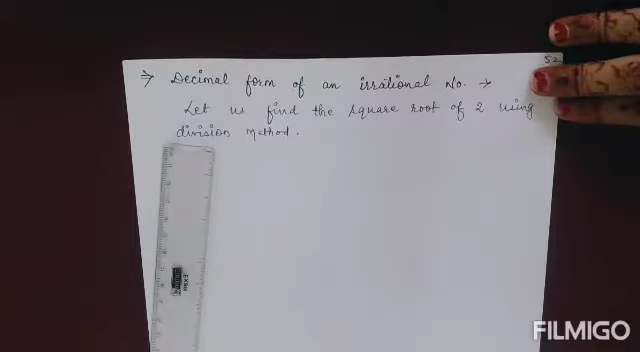 52
⇒ Decimal form of an irrational No. →
Let us find the square root of 2 using
division Method.
FILMIGO